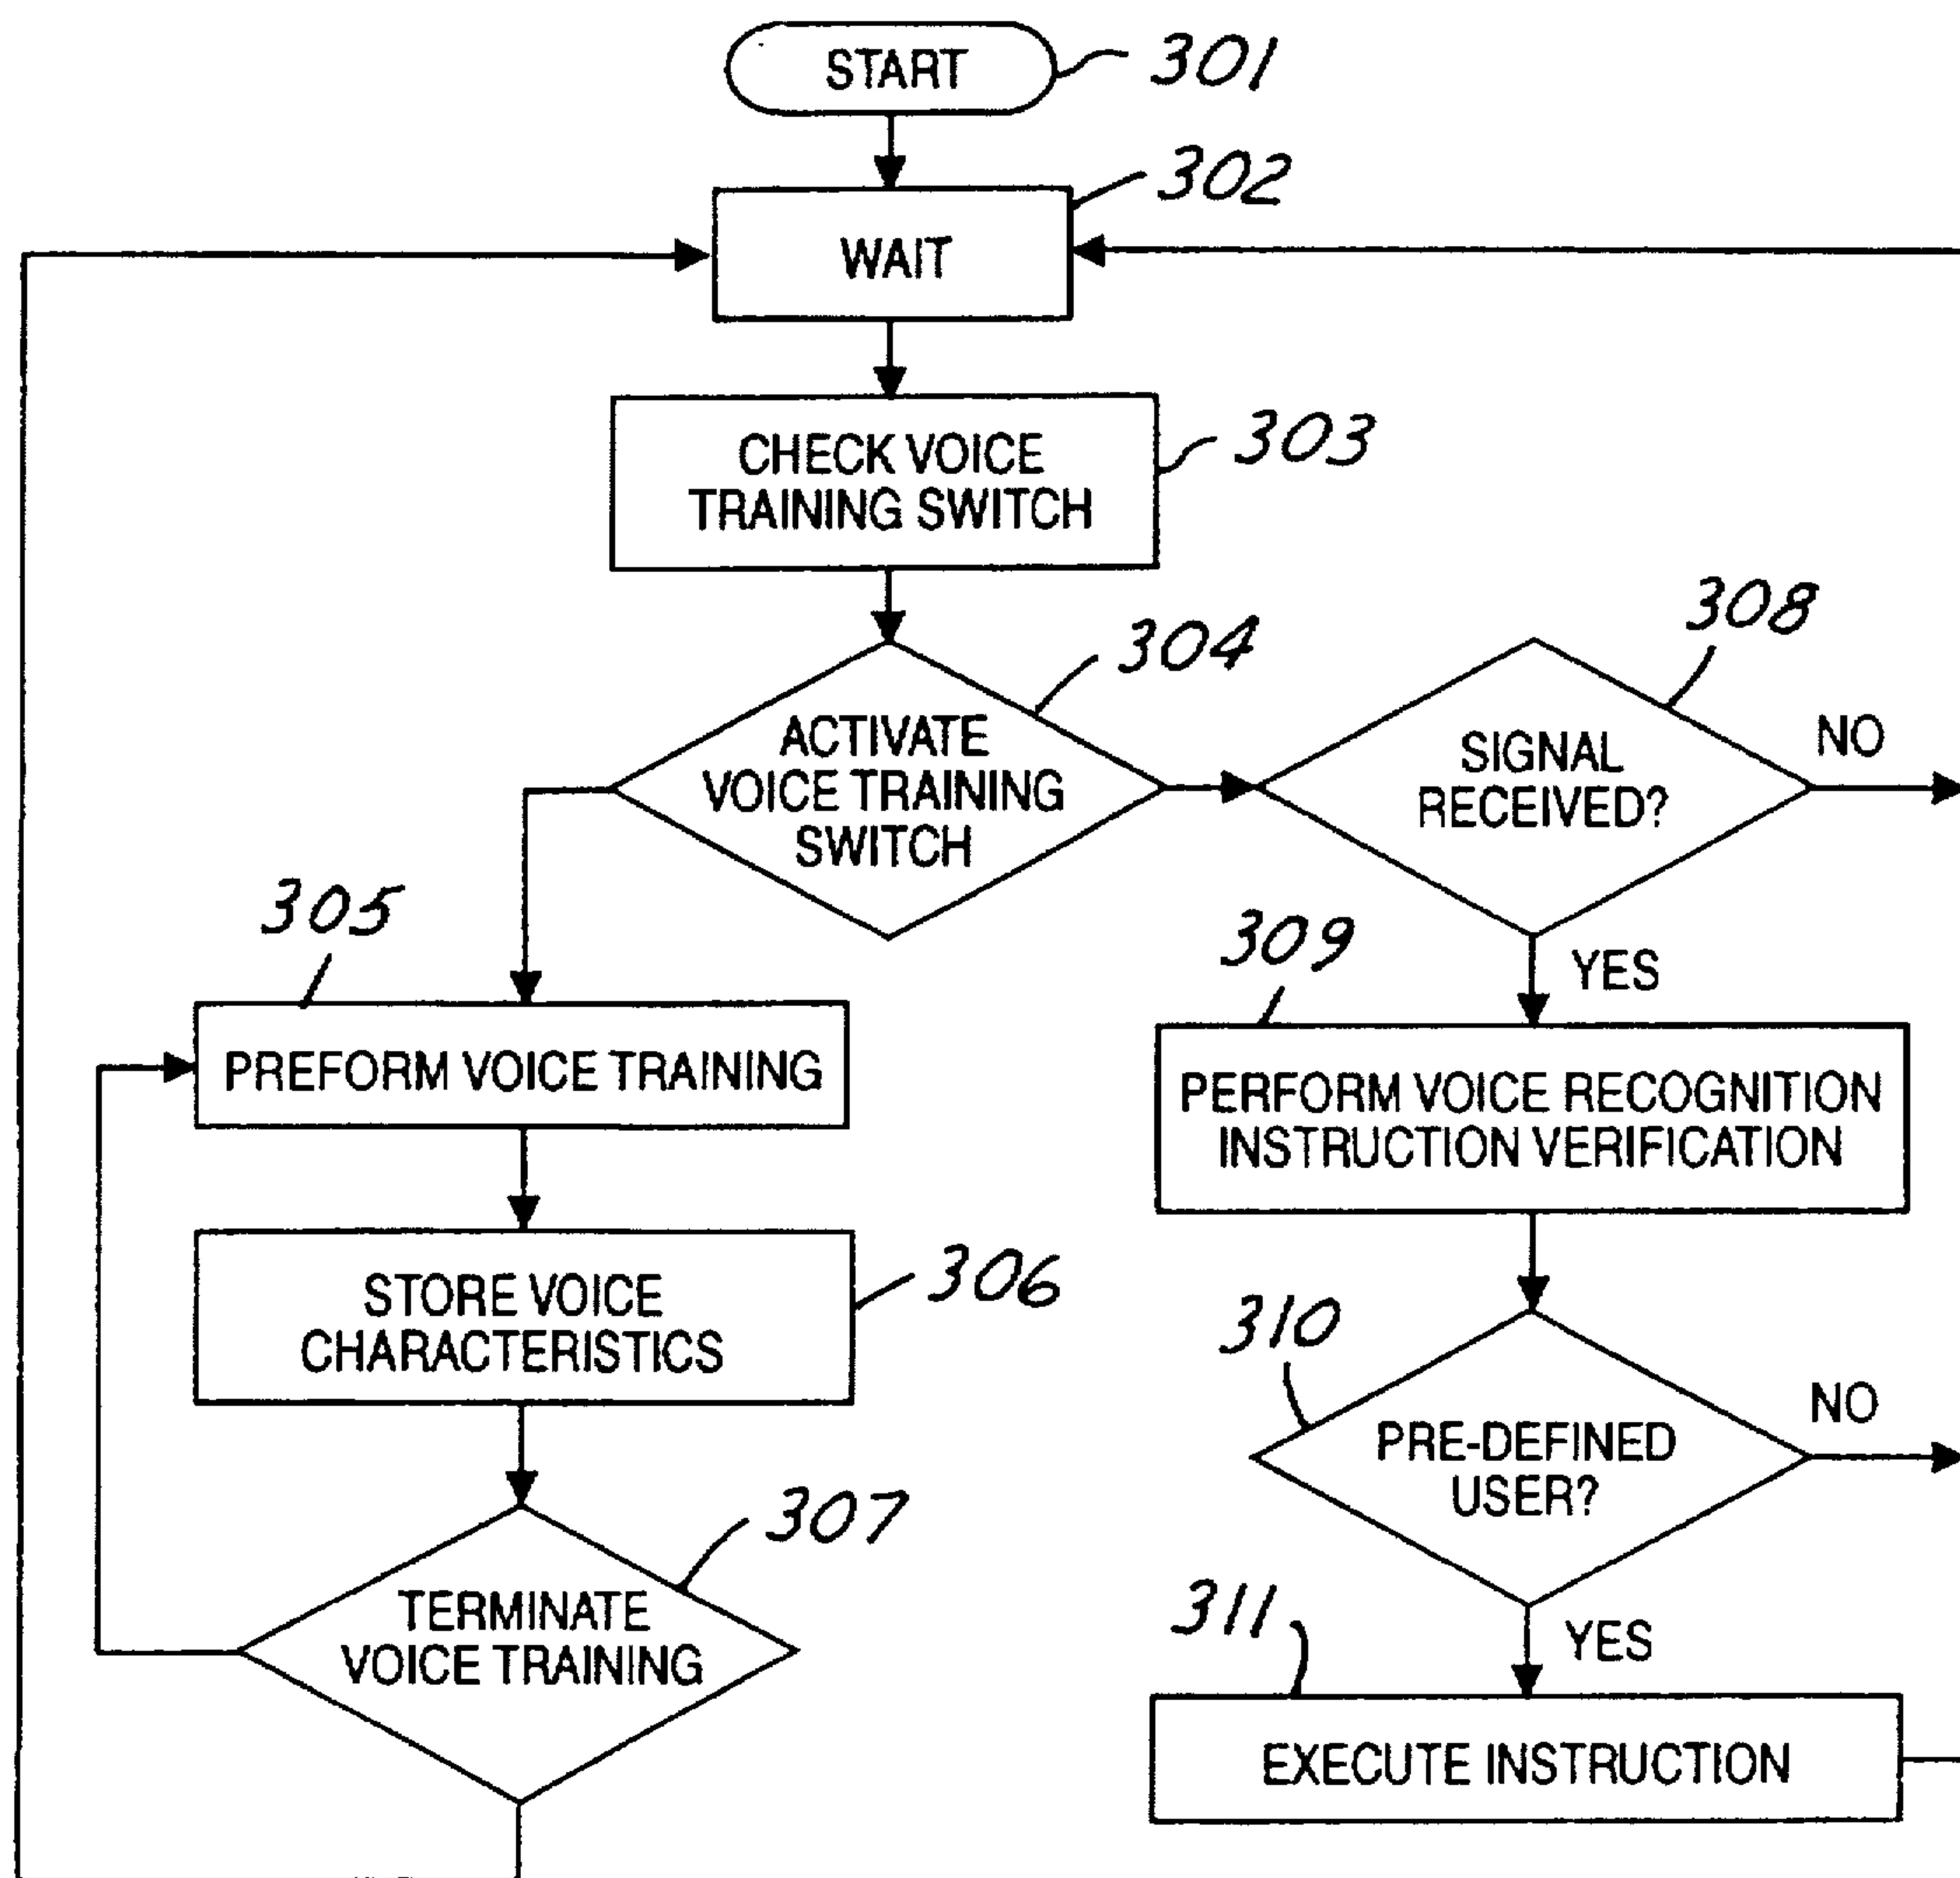 START
301
302
WAIT
CHECK VOICE
TRAINING SWITCH
303
304
308
ACTIVATE
VOICE TRAINING
SWITCH
SIGNAL
RECEIVED?
NO
305
309
YES
PREFORM VOICE TRAINING
PERFORM VOICE RECOGNITION
INSTRUCTION VERIFICATION
STORE VOICE
CHARACTERISTICS
306
310
PRE-DEFINED
USER?
NO
307
TERMINATE
VOICE TRAINING
311
YES
EXECUTE INSTRUCTION